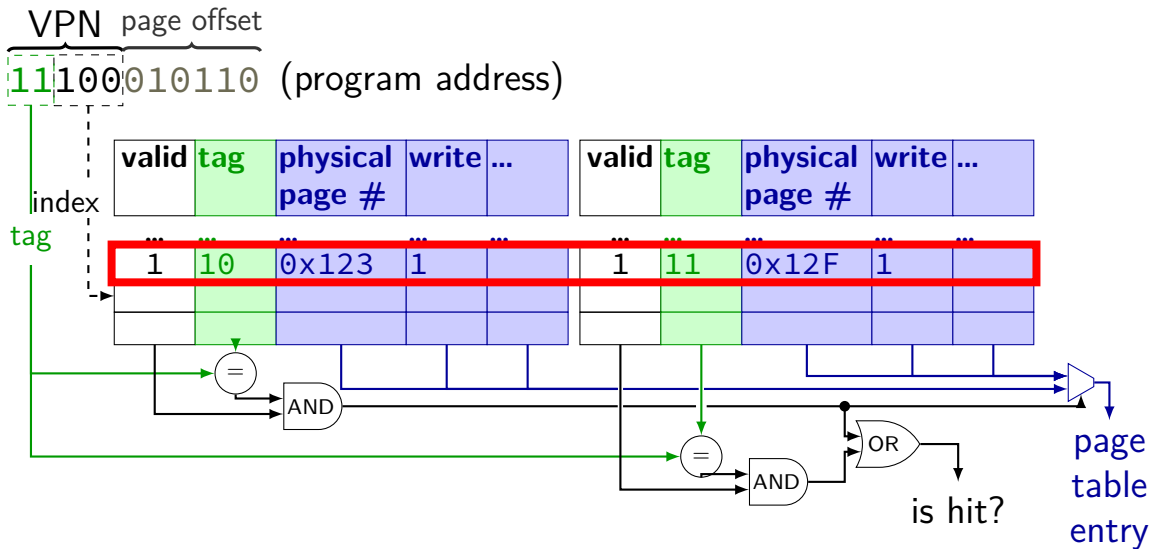 VPN page offset
11100010110 (program address)
valid tag physical page # write ... valid tag physical page # write ...
index
tag
... ... ... ... ... ... ... ... ... ...
1 10 0x123 1 1 11 0x12F 1
=
AND
=
AND
OR
is hit?
page
table
entry